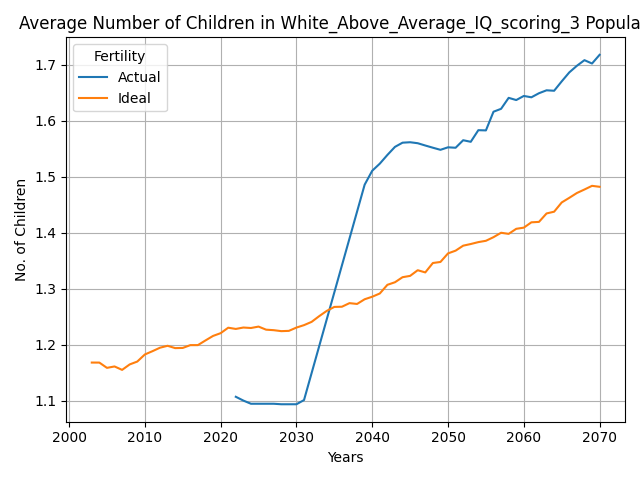 Average Number of Children in White_Above_Average_IQ_scoring_3 Popula
Fertility
Actual
Ideal
1.7
1.6
1.5
1.4
1.3
1.2
1.1
No. of Children
2000 2010 2020 2030 2040 2050 2060 2070
Years